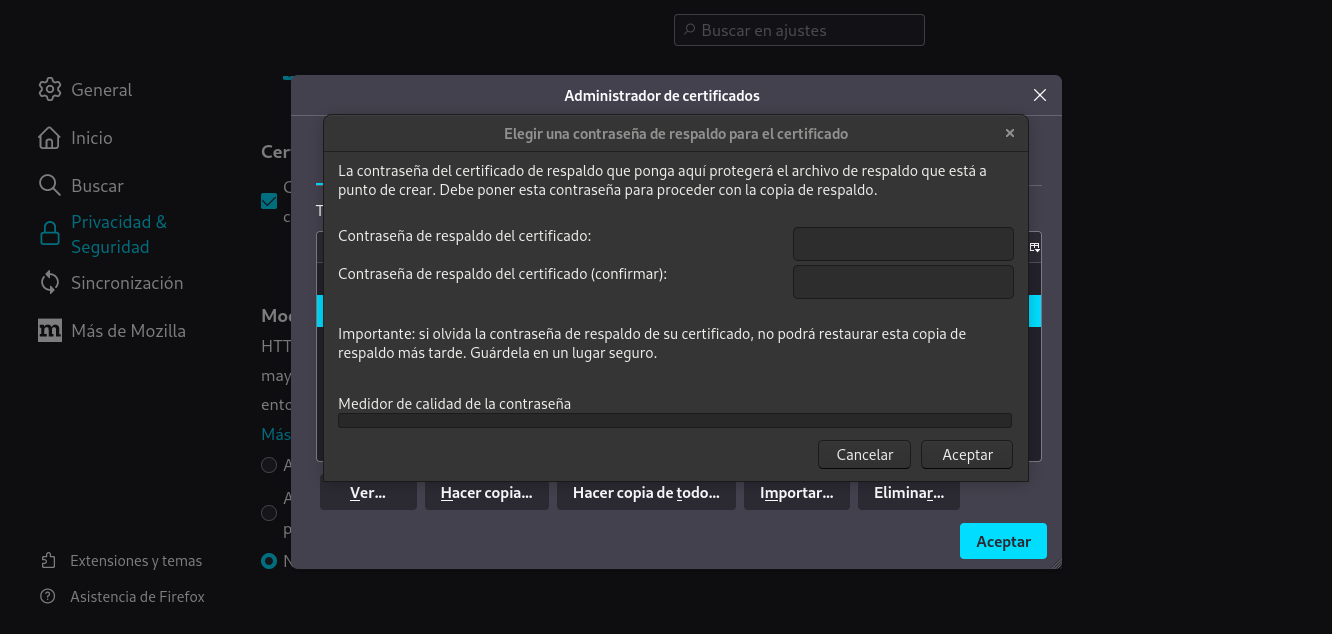 Buscar en ajustes
General
Inicio
Buscar
Privacidad &
Seguridad
Sincronización
Más de Mozilla
Extensiones y temas
Asistencia de Firefox
Administrador de certificados
Elegir una contraseña de respaldo para el certificado
La contraseña del certificado de respaldo que ponga aquí protegerá el archivo de respaldo que está a
punto de crear. Debe poner esta contraseña para proceder con la copia de respaldo.
Contraseña de respaldo del certificado:
Contraseña de respaldo del certificado (confirmar):
Importante: si olvida la contraseña de respaldo de su certificado, no podrá restaurar esta copia de
respaldo más tarde. Guárdela en un lugar seguro.
Medidor de calidad de la contraseña
Cancelar Aceptar
Ver... Hacer copia... Hacer copia de todo... Importar... Eliminar...
Aceptar
HTT
Más